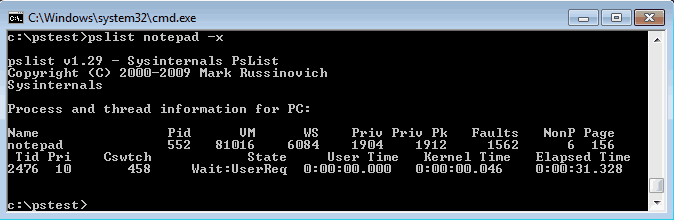 C:\Windows\system32\cmd.exe
c:\pstest>pslist notepad -x
pslist v1.29 - Sysinternals PsList
Copyright (C) 2000-2009 Mark Russinovich
Sysinternals
Process and thread information for PC:
Name Pid VM WS Priv Priv Pk Faults NonP Page
notepad 552 81016 6084 1904 1912 1562 6 156
Tid Pri Cswtch State User Time Kernel Time Elapsed Time
2476 10 458 Wait:UserReq 0:00:00.000 0:00:00.046 0:00:31.328
c:\pstest>